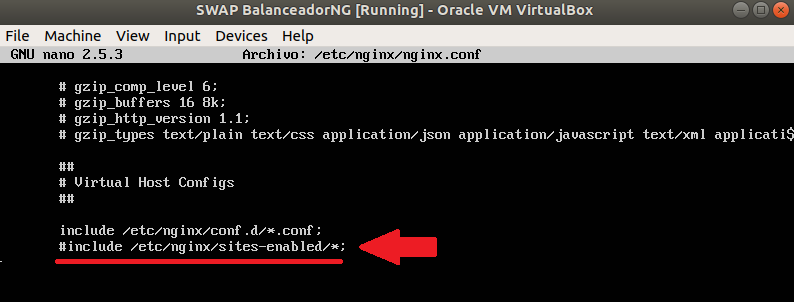 SWAP BalanceadorNG [Running] - Oracle VM VirtualBox
File Machine View Input Devices Help
GNU nano 2.5.3 Archivo: /etc/nginx/nginx.conf
# gzip_comp_level 6;
# gzip_buffers 16 8k;
# gzip_http_version 1.1;
# gzip_types text/plain text/css application/json application/javascript text/xml applicati$
##
# Virtual Host Configs
##
include /etc/nginx/conf.d/*.conf;
#include /etc/nginx/sites-enabled/*;